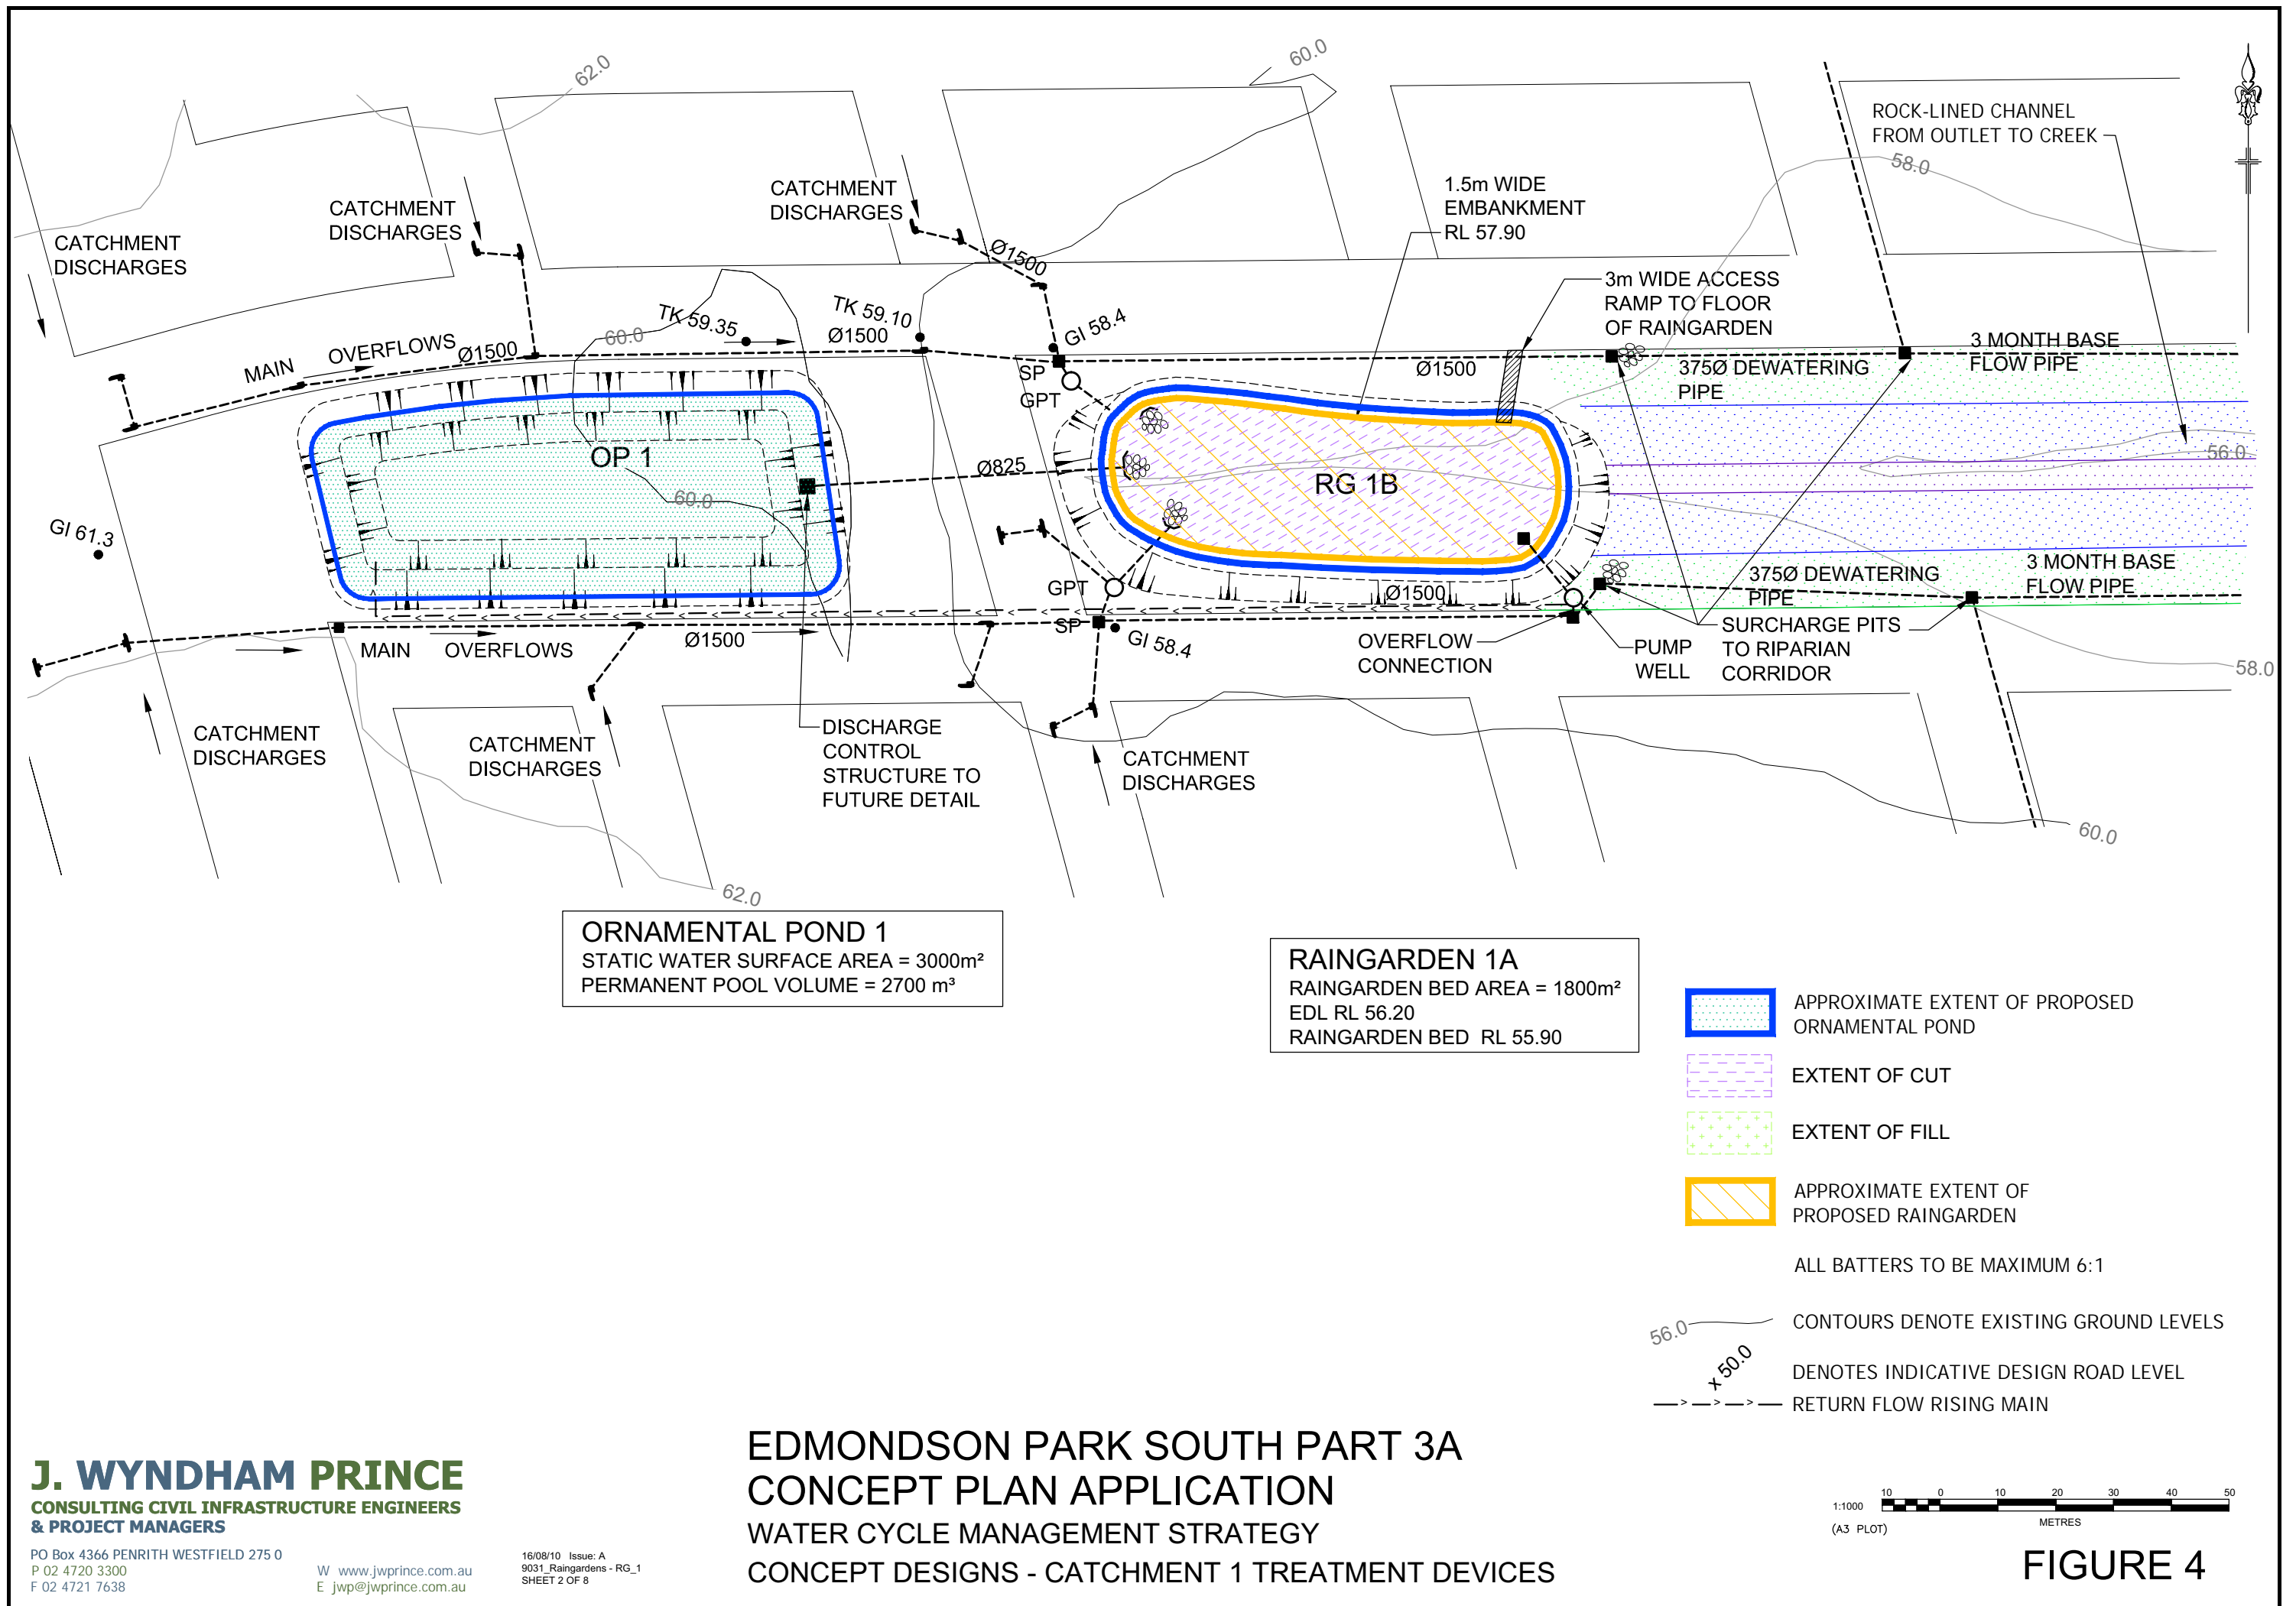 62.0
60.0
ROCK-LINED CHANNEL
FROM OUTLET TO CREEK
58.0
CATCHMENT
DISCHARGES
CATCHMENT
DISCHARGES
CATCHMENT
DISCHARGES
1.5m WIDE
EMBANKMENT
RL 57.90
Ø1500
3m WIDE ACCESS
RAMP TO FLOOR
OF RAINGARDEN
TK 59.35
TK 59.10
Ø1500
GI 58.4
MAIN
OVERFLOWS
Ø1500
60.0
SP
GPT
Ø1500
375Ø DEWATERING
PIPE
3 MONTH BASE
FLOW PIPE
OP 1
60.0
Ø825
RG 1B
56.0
GI 61.3
GPT
SP
GI 58.4
Ø1500
375Ø DEWATERING
PIPE
3 MONTH BASE
FLOW PIPE
MAIN
OVERFLOWS
Ø1500
OVERFLOW
CONNECTION
PUMP
WELL
SURCHARGE PITS
TO RIPARIAN
CORRIDOR
58.0
CATCHMENT
DISCHARGES
CATCHMENT
DISCHARGES
DISCHARGE
CONTROL
STRUCTURE TO
FUTURE DETAIL
CATCHMENT
DISCHARGES
60.0
62.0
ORNAMENTAL POND 1
STATIC WATER SURFACE AREA = 3000m²
PERMANENT POOL VOLUME = 2700 m³
RAINGARDEN 1A
RAINGARDEN BED AREA = 1800m²
EDL RL 56.20
RAINGARDEN BED RL 55.90
APPROXIMATE EXTENT OF PROPOSED
ORNAMENTAL POND
EXTENT OF CUT
EXTENT OF FILL
APPROXIMATE EXTENT OF
PROPOSED RAINGARDEN
ALL BATTERS TO BE MAXIMUM 6:1
56.0
CONTOURS DENOTE EXISTING GROUND LEVELS
x 50.0
DENOTES INDICATIVE DESIGN ROAD LEVEL
RETURN FLOW RISING MAIN
J. WYNDHAM PRINCE
CONSULTING CIVIL INFRASTRUCTURE ENGINEERS
& PROJECT MANAGERS
PO Box 4366 PENRITH WESTFIELD 275 0
P 02 4720 3300
F 02 4721 7638
W www.jwprince.com.au
E jwp@jwprince.com.au
16/08/10 Issue: A
9031_Raingardens - RG_1
SHEET 2 OF 8
EDMONDSON PARK SOUTH PART 3A
CONCEPT PLAN APPLICATION
WATER CYCLE MANAGEMENT STRATEGY
CONCEPT DESIGNS - CATCHMENT 1 TREATMENT DEVICES
1:1000
(A3 PLOT)
10 0 10 20 30 40 50
METRES
FIGURE 4